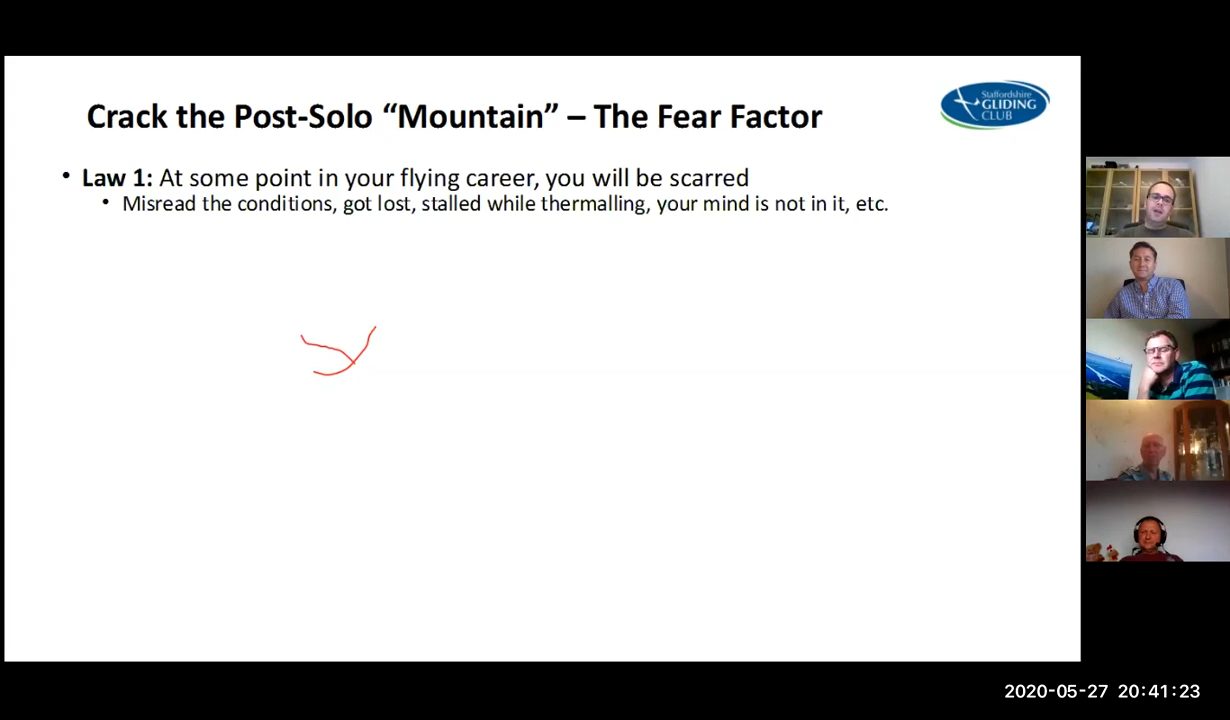 Crack the Post-Solo “Mountain” – The Fear Factor
Staffordshire
GLIDING
CLUB
• Law 1: At some point in your flying career, you will be scarred
• Misread the conditions, got lost, stalled while thermalling, your mind is not in it, etc.
2020-05-27 20:41:23